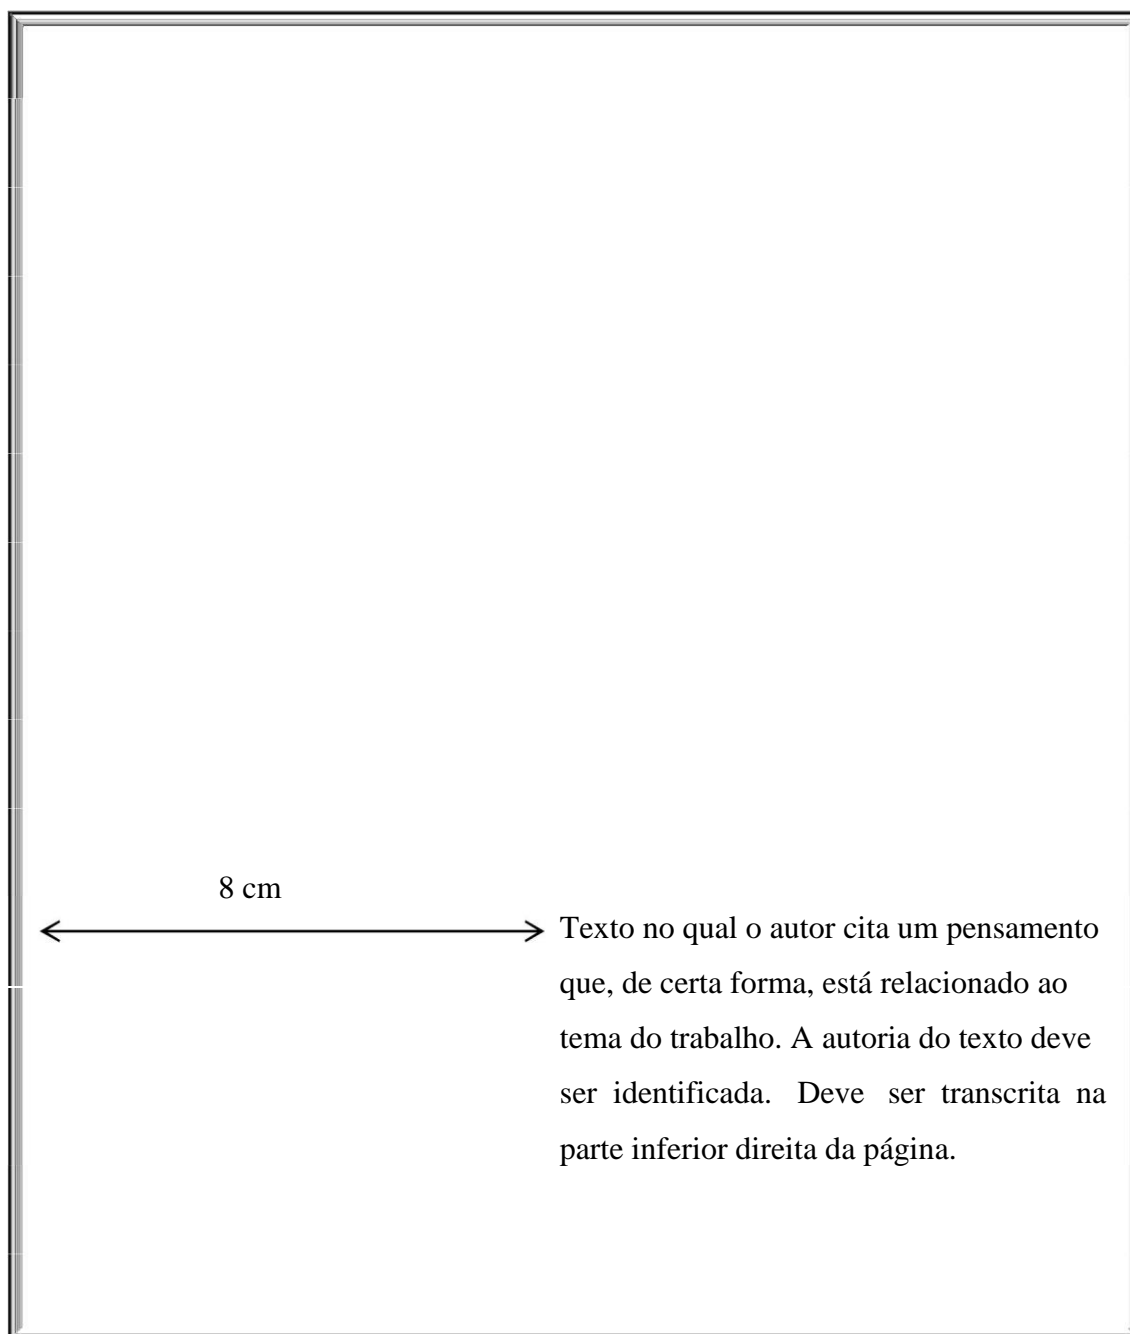 8 cm
Texto no qual o autor cita um pensamento
que, de certa forma, está relacionado ao
tema do trabalho. A autoria do texto deve
ser identificada. Deve ser transcrita na
parte inferior direita da página.